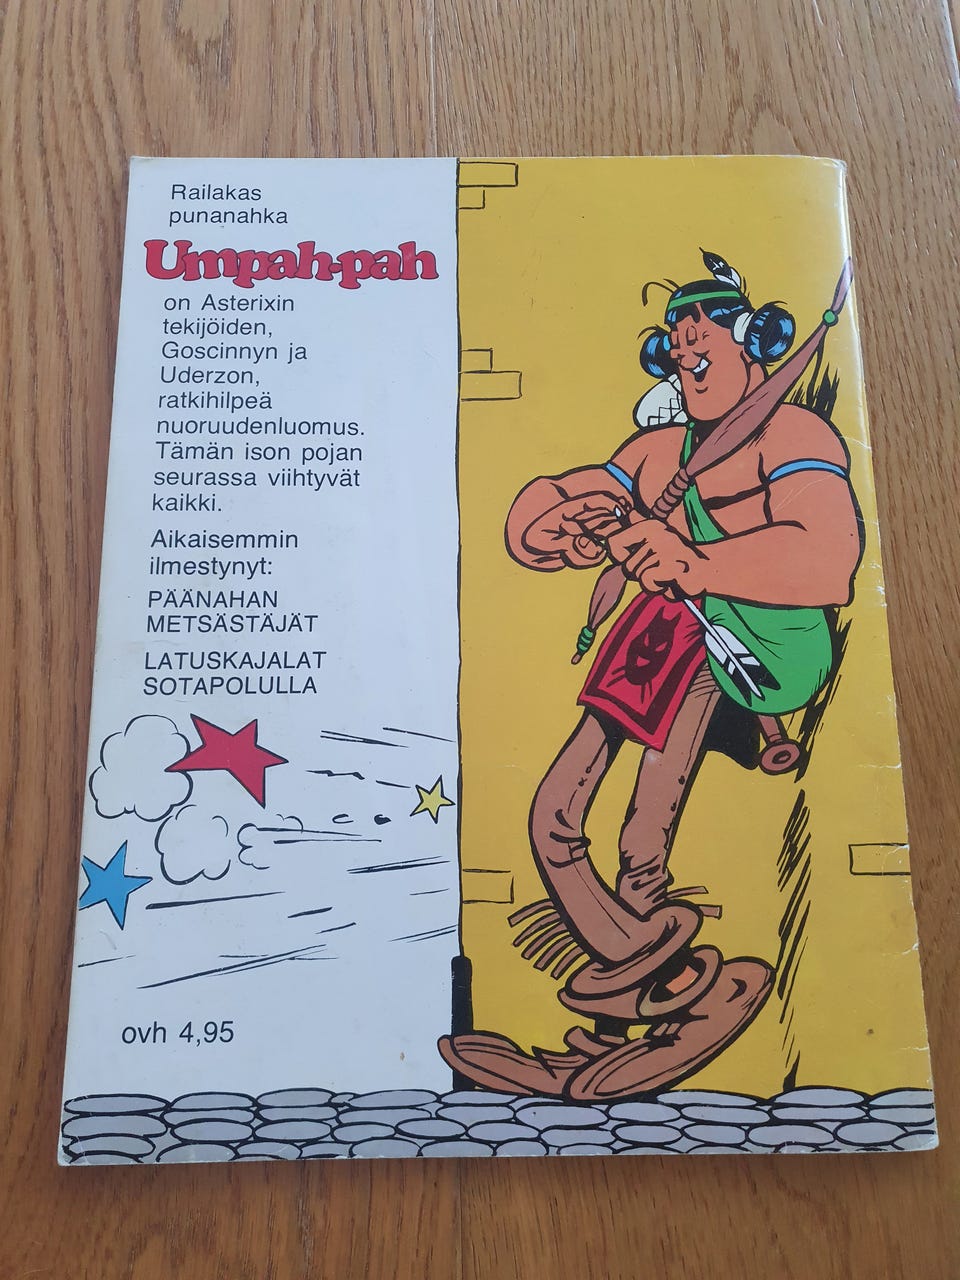 Railakas
punanahka
Umpah-pah
on Asterixin
tekijöiden,
Goscinnyn ja
Uderzon,
ratkihilpeä
nuoruudenluomus.
Tämän ison pojan
seurassa viihtyvät
kaikki.
Aikaisemmin
ilmestynyt:
PÄÄNAHAN
METSÄSTÄJÄT
LATUSKAJALAT
SOTAPOLULLA
ovh 4,95